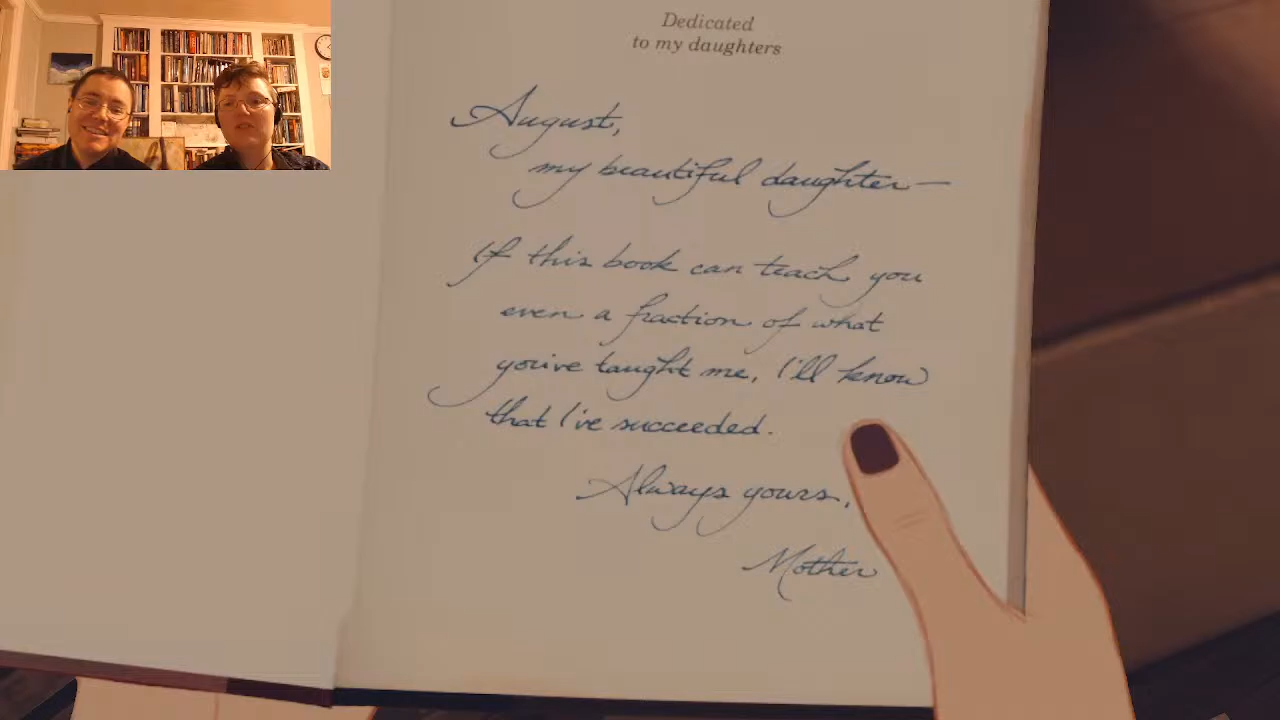 Dedicated
to my daughters
August,
my beautiful daughter—
If this book can teach you
even a fraction of what
you've taught me, I'll know
that I've succeeded.
Always yours,
Mother